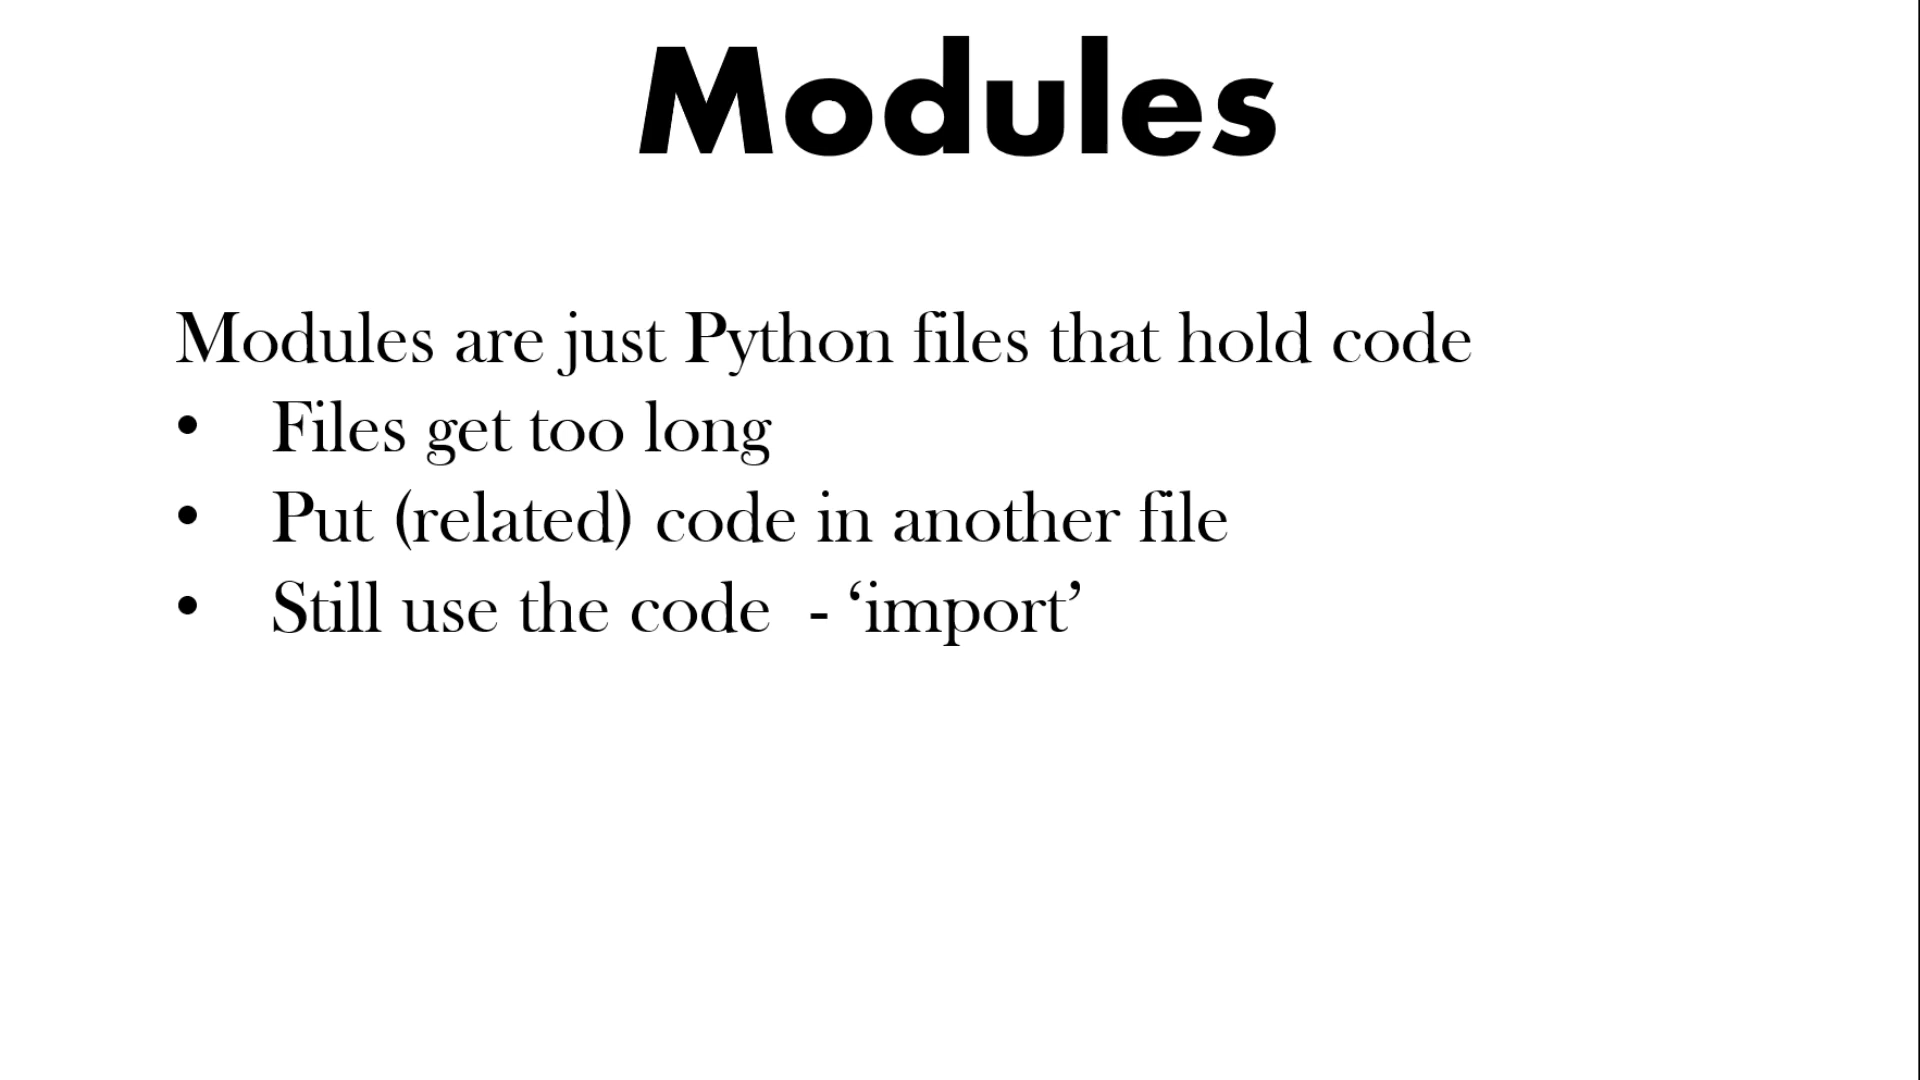 Modules
Modules are just Python files that hold code
• Files get too long
• Put (related) code in another file
• Still use the code  - ‘import’